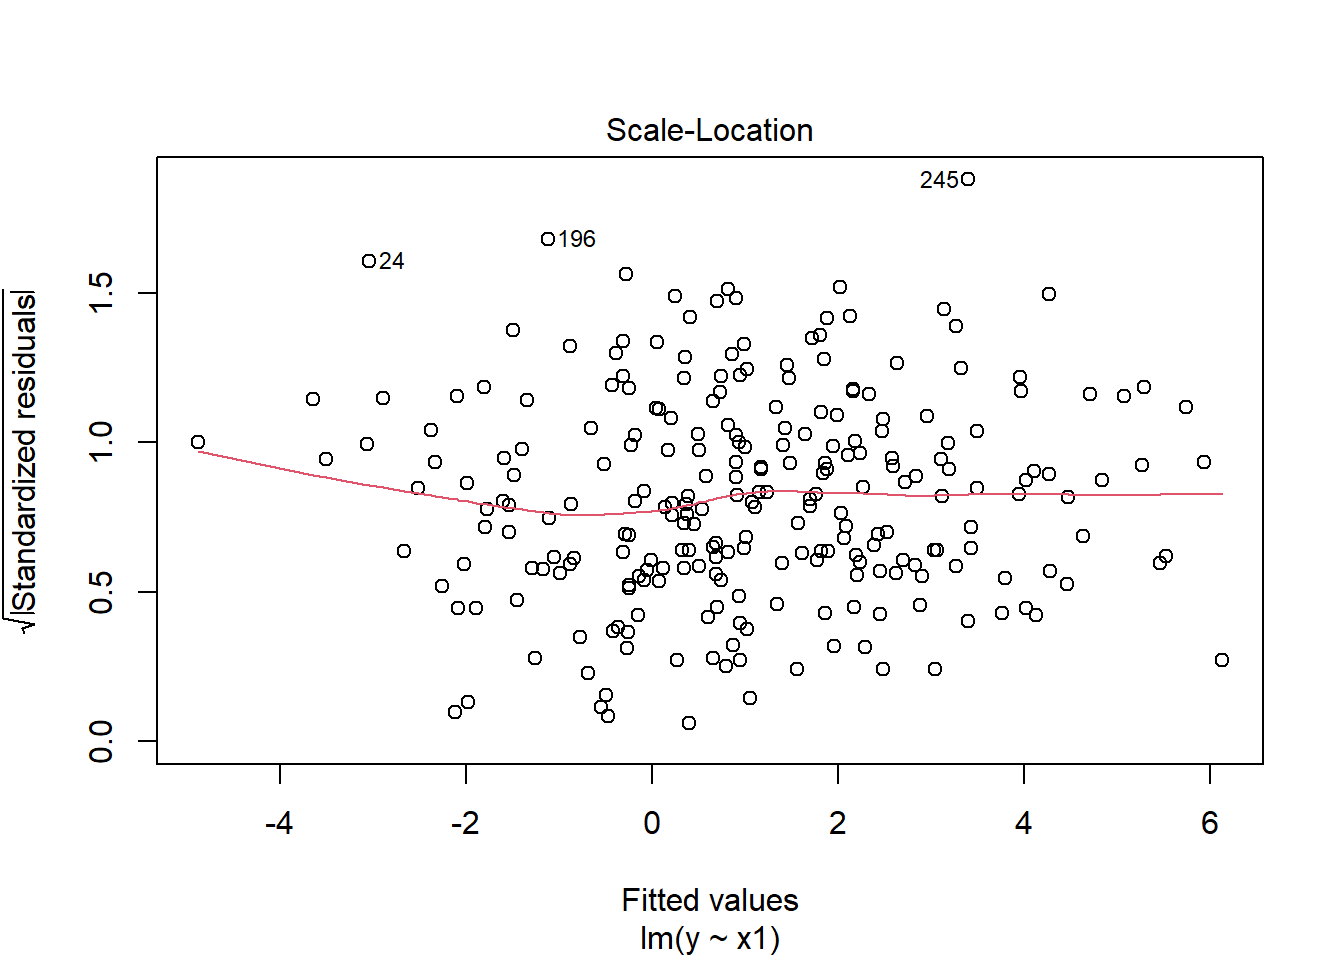 Scale-Location
245
196
24
√|Standardized residuals|
1.5
1.0
0.5
0.0
-4 -2 0 2 4 6
Fitted values
lm(y ~ x1)